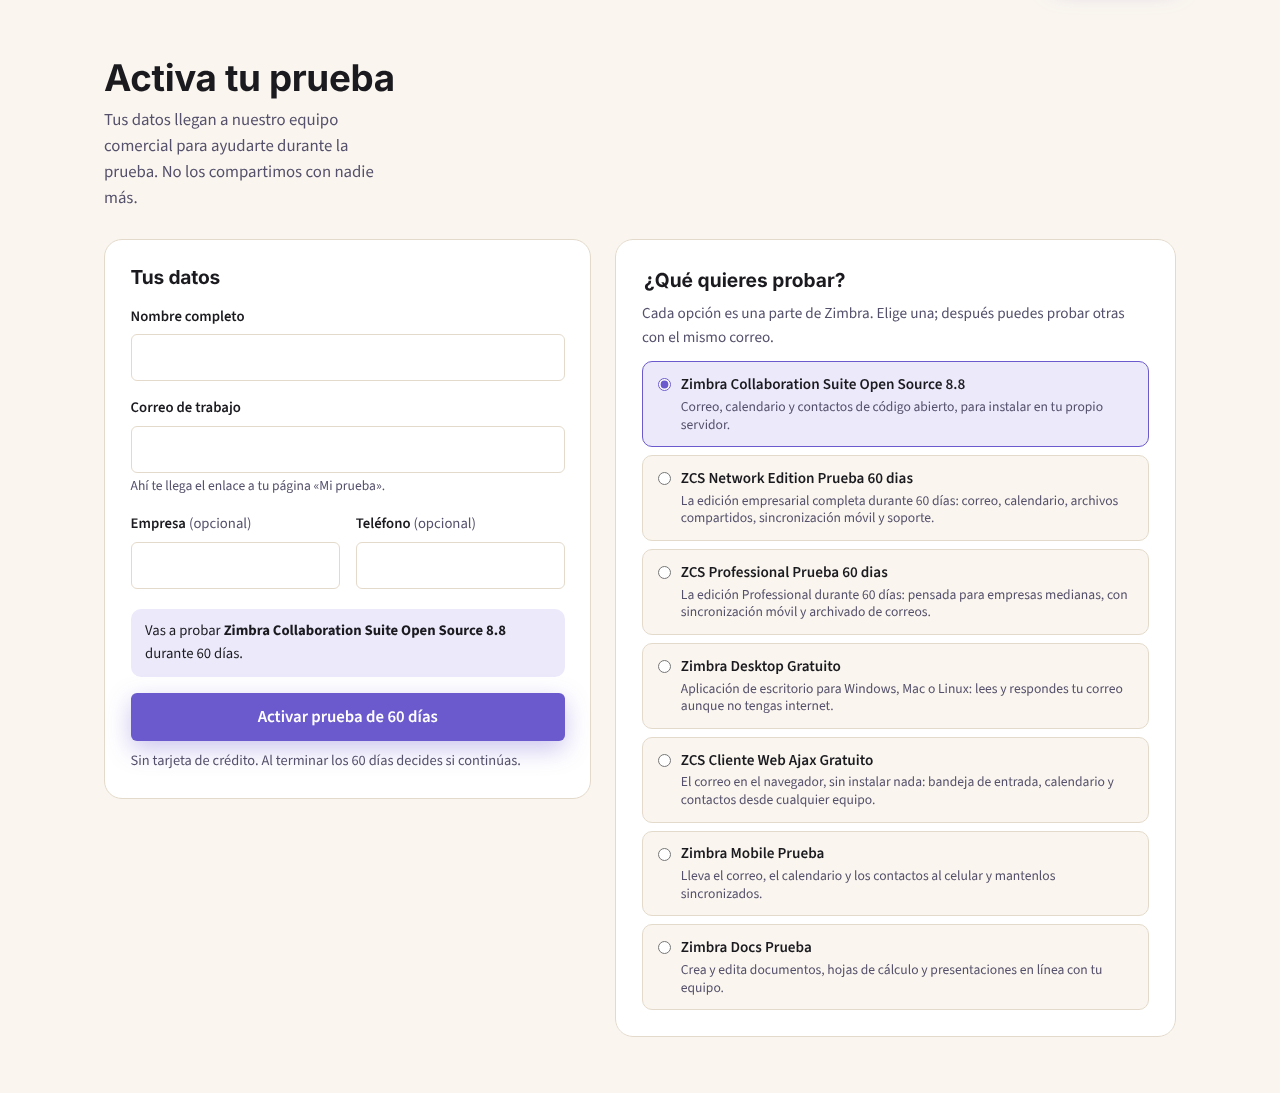 Activa tu prueba
Tus datos llegan a nuestro equipo
comercial para ayudarte durante la
prueba. No los compartimos con nadie
más.
Tus datos
Nombre completo
Correo de trabajo
Ahí te llega el enlace a tu página «Mi prueba».
Empresa (opcional)
Teléfono (opcional)
Vas a probar Zimbra Collaboration Suite Open Source 8.8
durante 60 días.
Activar prueba de 60 días
Sin tarjeta de crédito. Al terminar los 60 días decides si continúas.
¿Qué quieres probar?
Cada opción es una parte de Zimbra. Elige una; después puedes probar otras
con el mismo correo.
Zimbra Collaboration Suite Open Source 8.8
Correo, calendario y contactos de código abierto, para instalar en tu propio
servidor.
ZCS Network Edition Prueba 60 dias
La edición empresarial completa durante 60 días: correo, calendario, archivos
compartidos, sincronización móvil y soporte.
ZCS Professional Prueba 60 dias
La edición Professional durante 60 días: pensada para empresas medianas, con
sincronización móvil y archivado de correos.
Zimbra Desktop Gratuito
Aplicación de escritorio para Windows, Mac o Linux: lees y respondes tu correo
aunque no tengas internet.
ZCS Cliente Web Ajax Gratuito
El correo en el navegador, sin instalar nada: bandeja de entrada, calendario y
contactos desde cualquier equipo.
Zimbra Mobile Prueba
Lleva el correo, el calendario y los contactos al celular y mantenlos
sincronizados.
Zimbra Docs Prueba
Crea y edita documentos, hojas de cálculo y presentaciones en línea con tu
equipo.